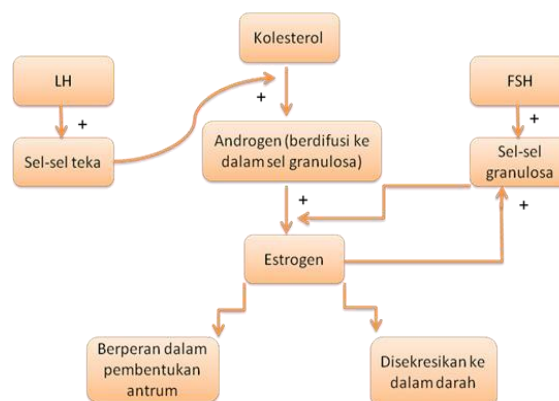 Kolesterol
LH
FSH
+
+
+
Androgen (berdifusi ke
dalam sel granulosa)
Sel-sel teka
Sel-sel
granulosa
+
+
Estrogen
Berperan dalam
pembentukan
antrum
Disekresikan ke
dalam darah